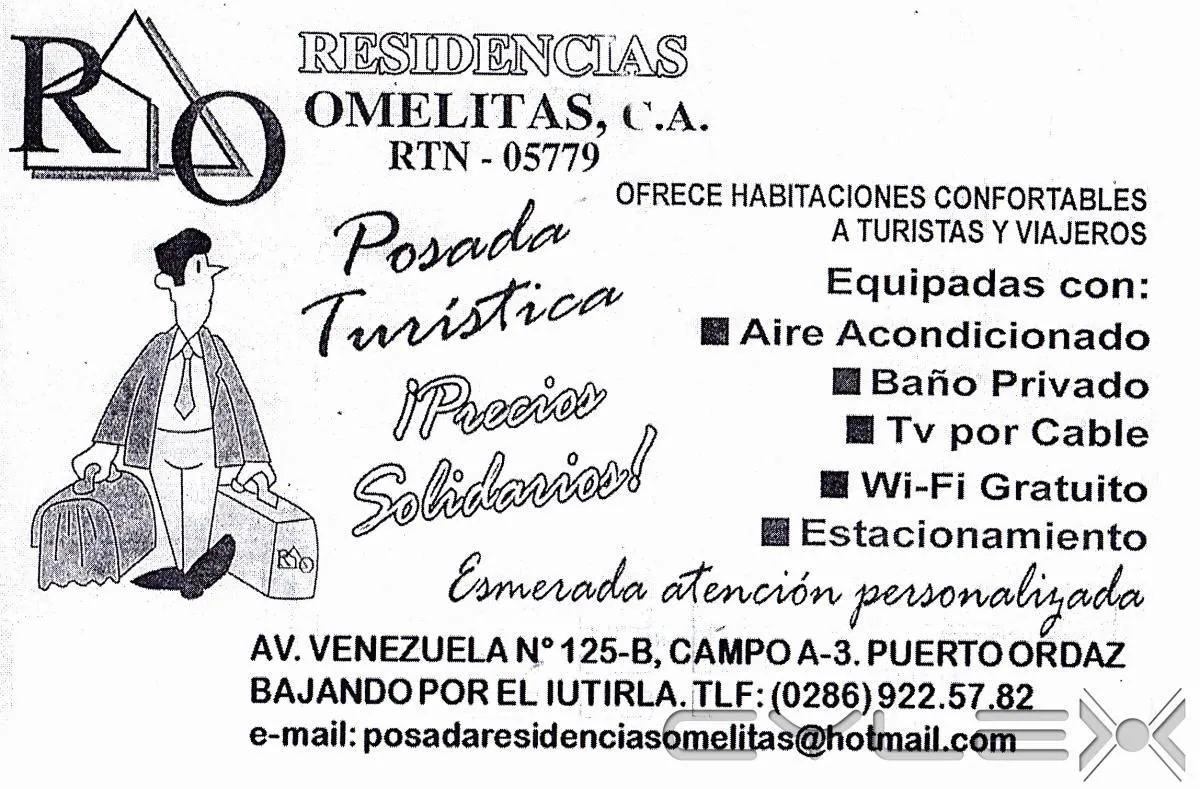 RO
RESIDENCIAS
OMELITAS, C.A.
RTN - 05779
OFRECE HABITACIONES CONFORTABLES
A TURISTAS Y VIAJEROS
Posada
Turística
¡Precios
Solidarios!
Equipadas con:
■ Aire Acondicionado
■ Baño Privado
■ Tv por Cable
■ Wi-Fi Gratuito
■ Estacionamiento
RO
Esmerada atención personalizada
AV. VENEZUELA Nº 125-B, CAMPO A-3. PUERTO ORDAZ
BAJANDO POR EL IUTIRLA. TLF: (0286) 922.57.82
e-mail: posadaresidenciasomelitas@hotmail.com
CYLEX